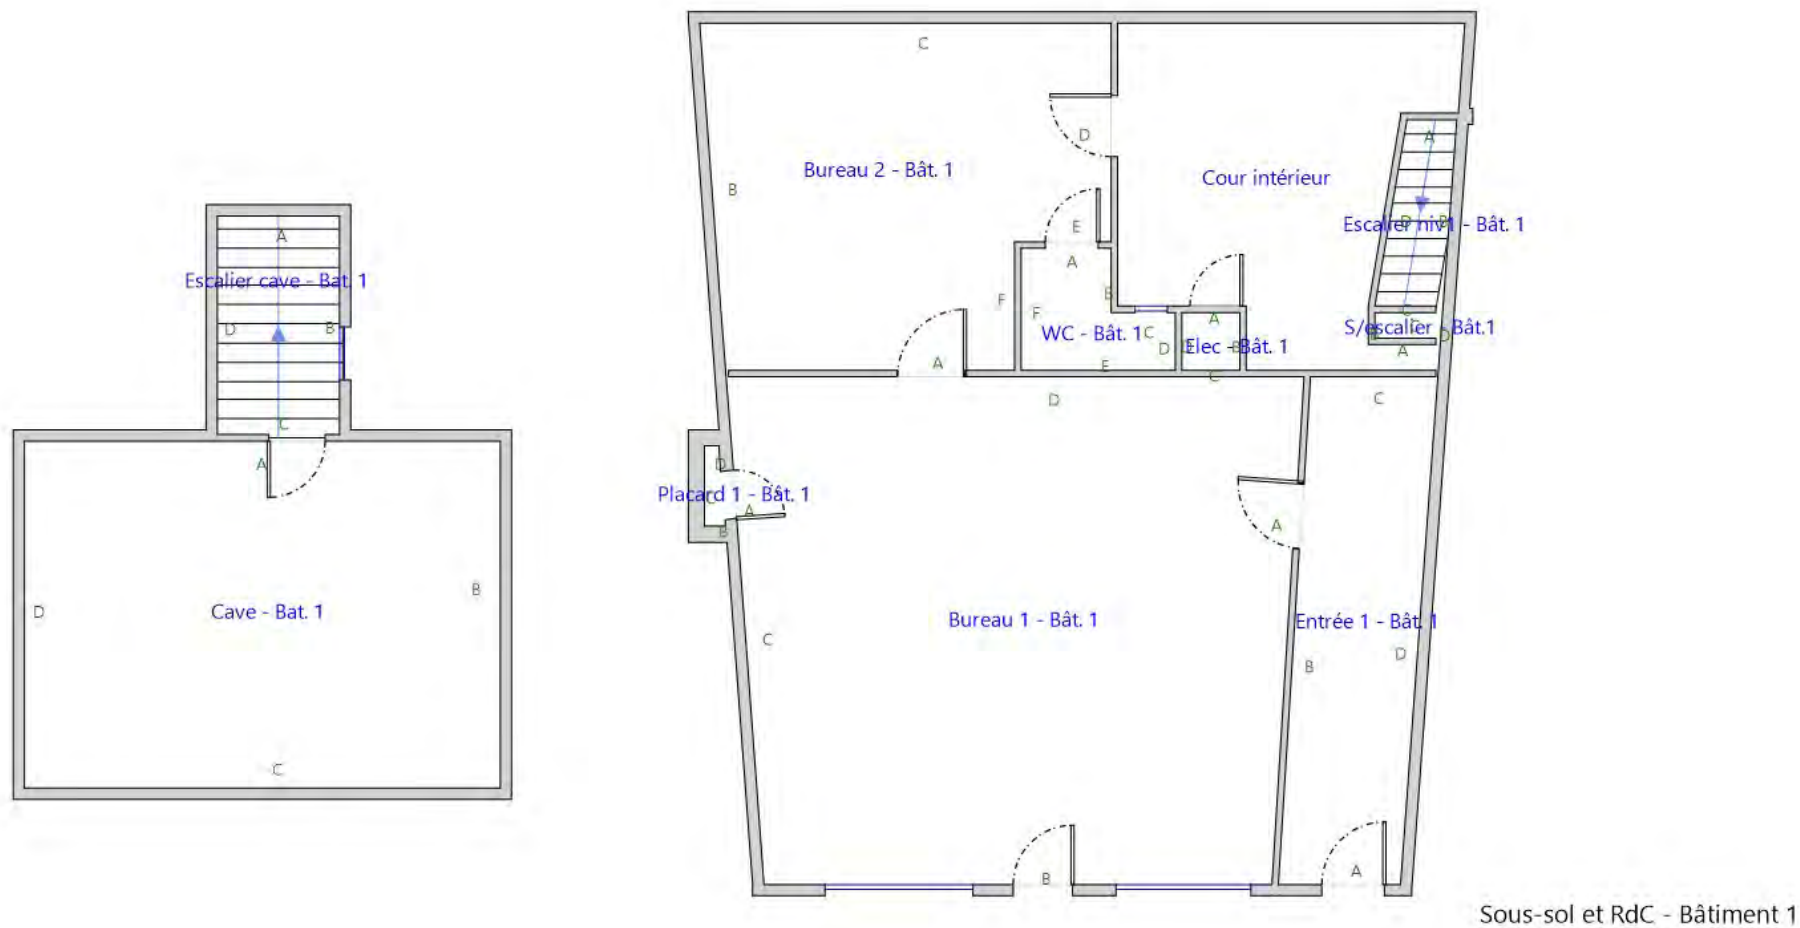 C
A
D
Bureau 2 - Bât. 1
Cour intérieur
B
E
D
B
Escalier niv1 - Bât. 1
A
A
Escalier cave - Bat. 1
B
F
F
D
B
WC - Bât. 1
C
A
D
Elec - Bât. 1
B
C
S/escalier - Bât.1
D
A
A
E
C
D
C
C
A
D
Placard 1 - Bât. 1
C
A
B
A
D
Cave - Bat. 1
B
C
Bureau 1 - Bât. 1
Entrée 1 - Bât. 1
C
B
D
B
A
Sous-sol et RdC - Bâtiment 1